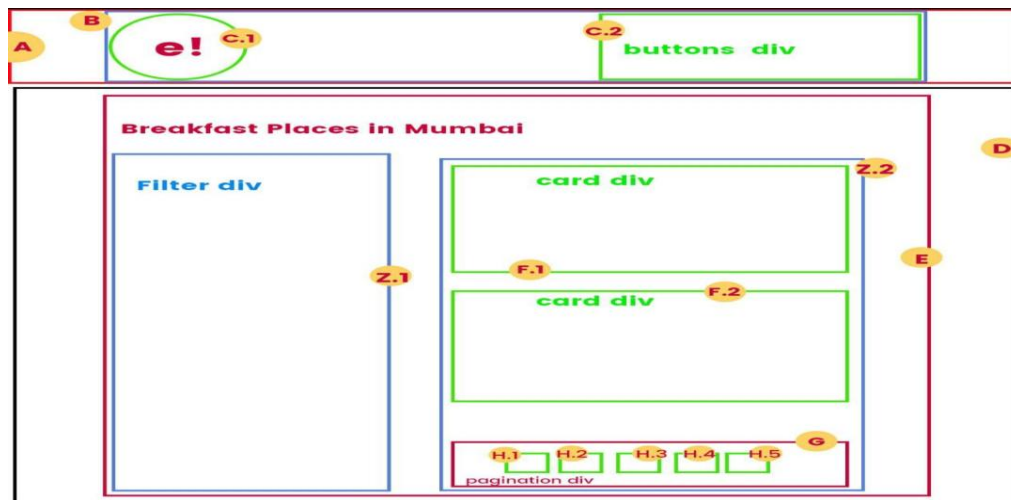 A
B
e!
C.1
C.2
buttons div
Breakfast Places in Mumbai
D
Filter div
card div
Z.2
Z.1
F.1
E
F.2
card div
G
H.1
H.2
H.3
H.4
H.5
pagination div